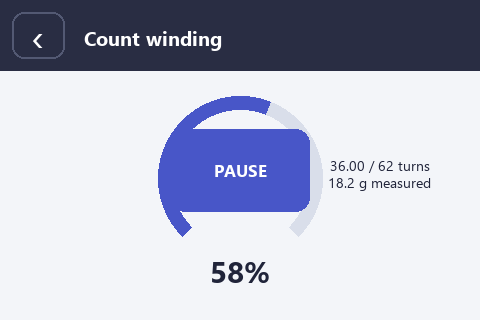 ‹
Count winding
PAUSE
36.00 / 62 turns
18.2 g measured
58%